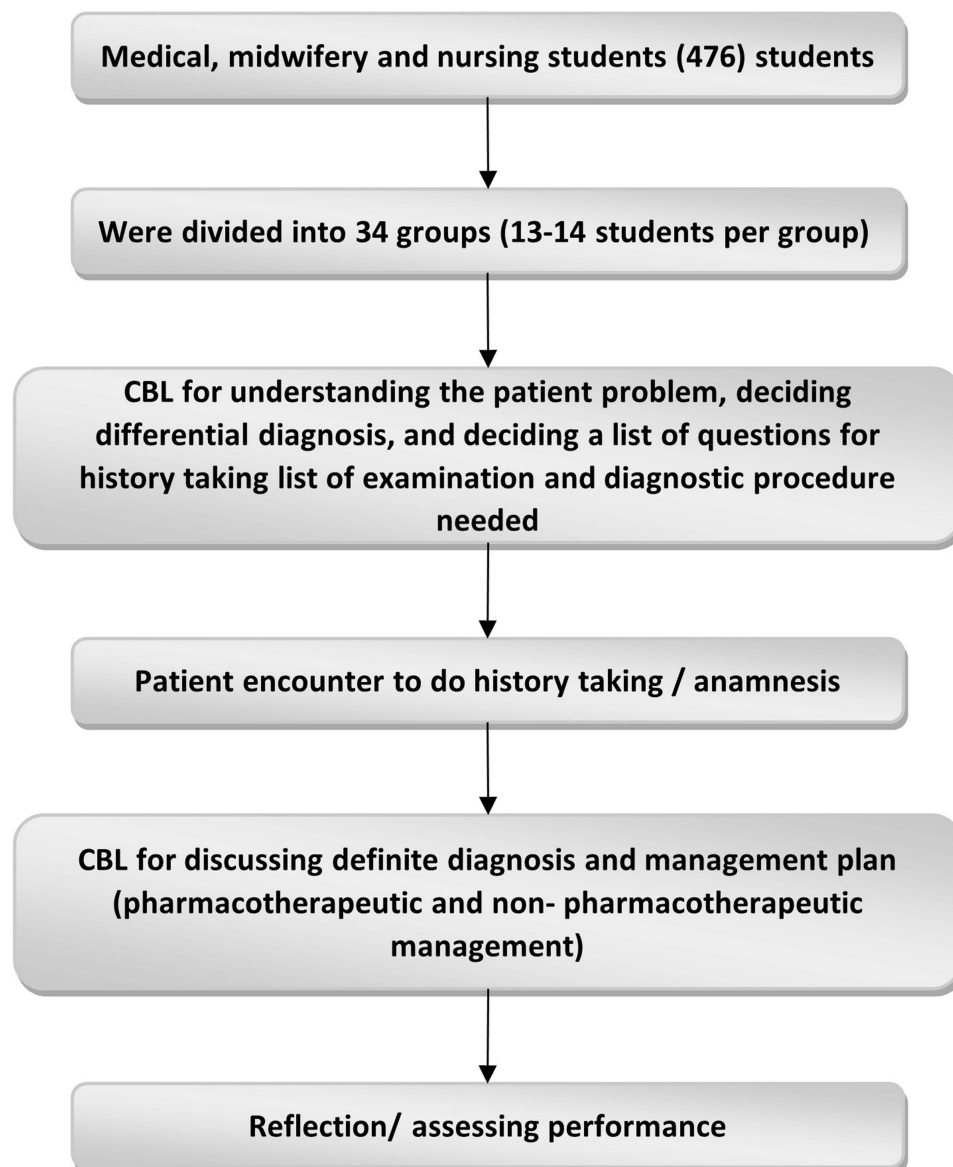 Medical, midwifery and nursing students (476) students
Were divided into 34 groups (13-14 students per group)
CBL for understanding the patient problem, deciding
differential diagnosis, and deciding a list of questions for
history taking list of examination and diagnostic procedure
needed
Patient encounter to do history taking / anamnesis
CBL for discussing definite diagnosis and management plan
(pharmacotherapeutic and non- pharmacotherapeutic
management)
Reflection/ assessing performance